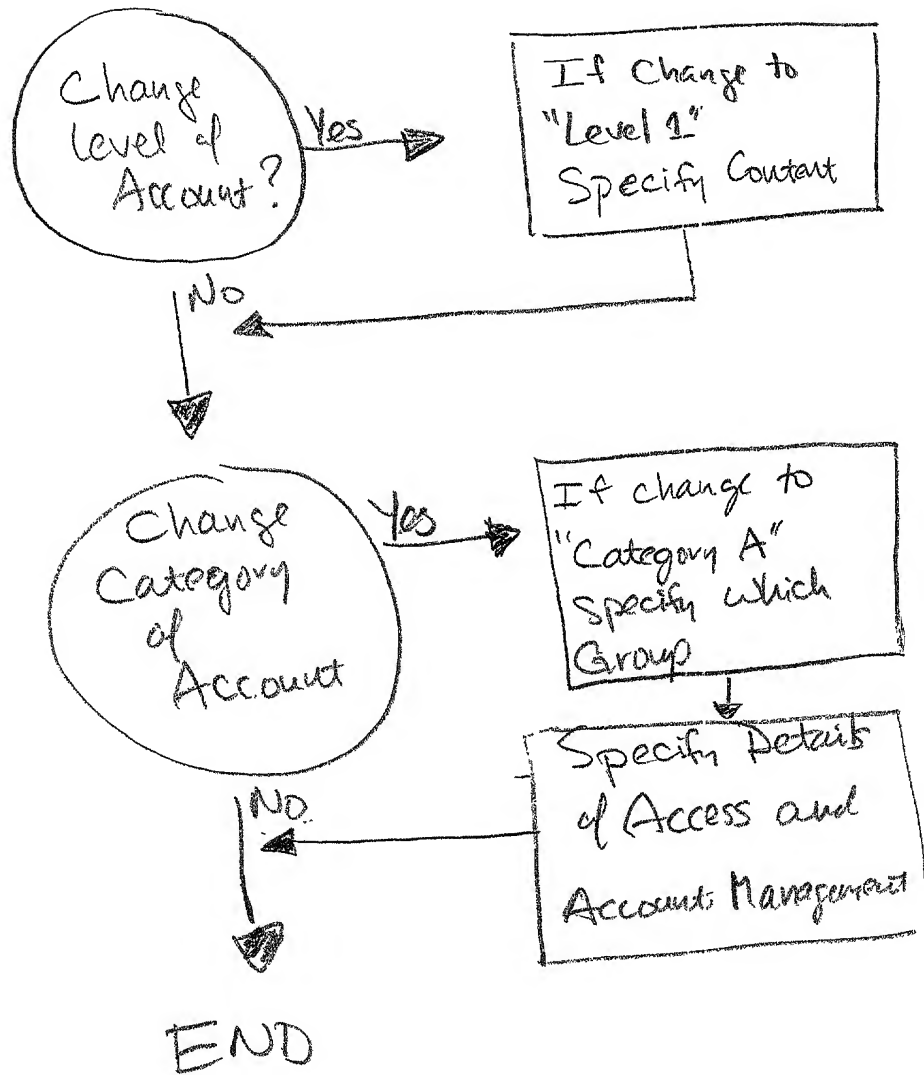 Change
Level of
Account?
Yes
If Change to
"Level 1"
Specify Content
No
Change
Category
of
Account
Yes
If change to
"Category A"
specify which
Group
Specify Details
of Access and
Account Management
No.
END